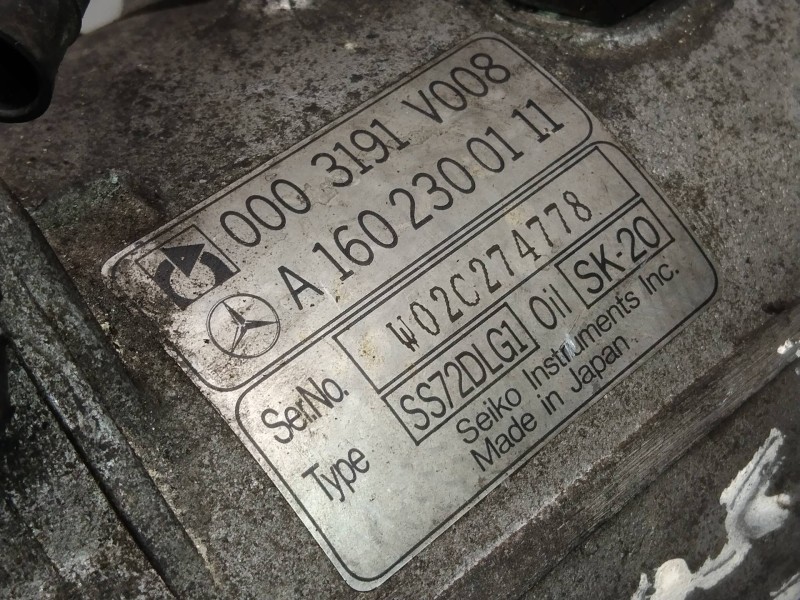 000 3191 V008
A 160 230 01 11
Ser.No. W02C274778
Type SS72DLG1 Oil SK-20
Seiko Instruments Inc.
Made in Japan